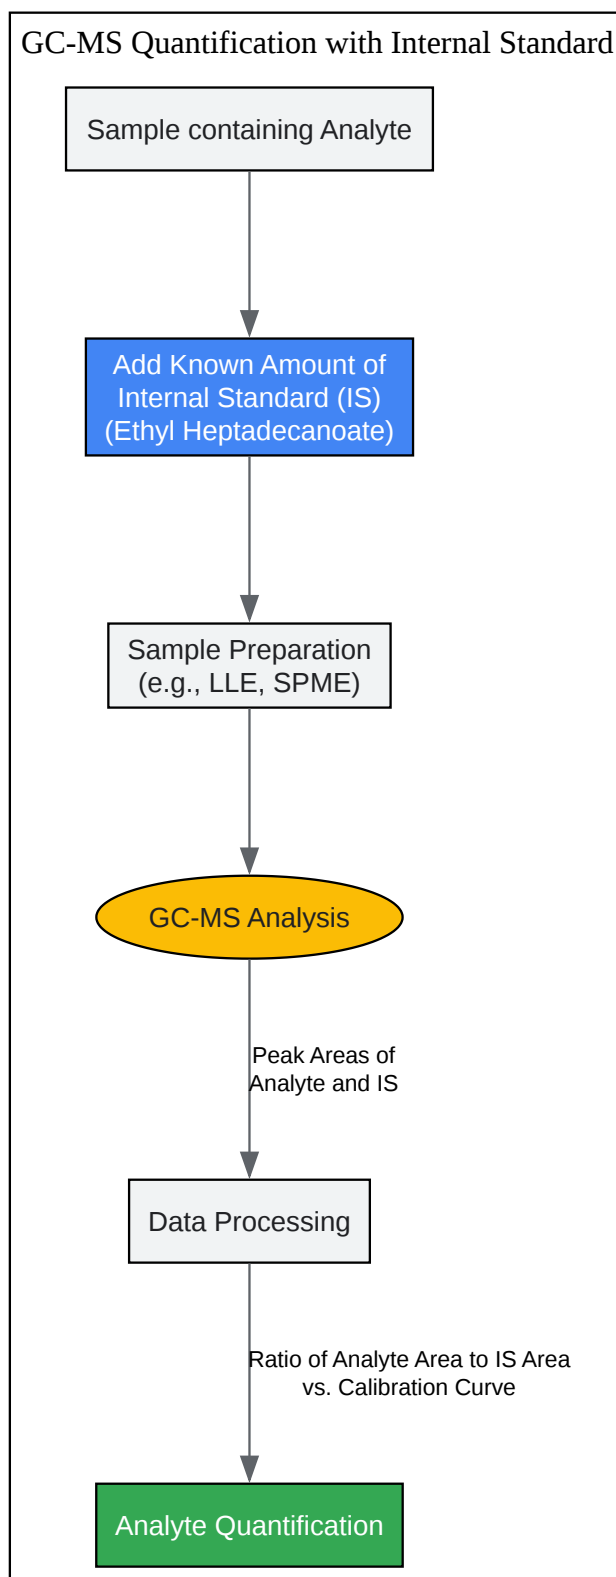 GC-MS Quantification with Internal Standard
Sample containing Analyte
Add Known Amount of
Internal Standard (IS)
(Ethyl Heptadecanoate)
Sample Preparation
(e.g., LLE, SPME)
GC-MS Analysis
Peak Areas of
Analyte and IS
Data Processing
Ratio of Analyte Area to IS Area
vs. Calibration Curve
Analyte Quantification